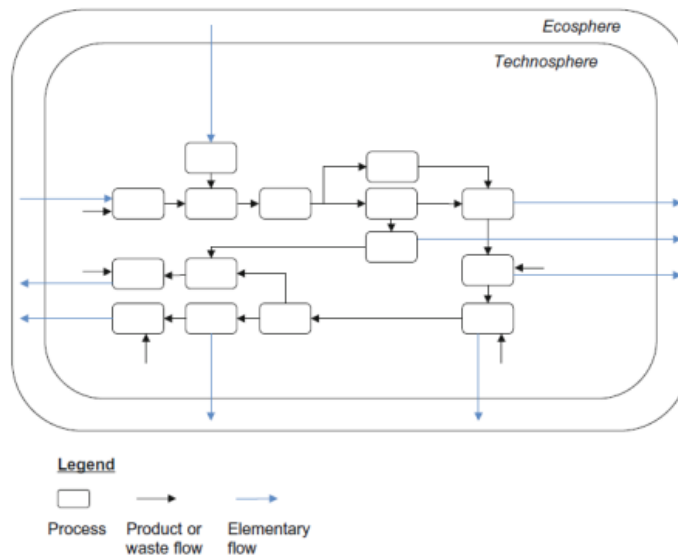 Ecosphere
Technosphere
Legend
Process
Product or
waste flow
Elementary
flow